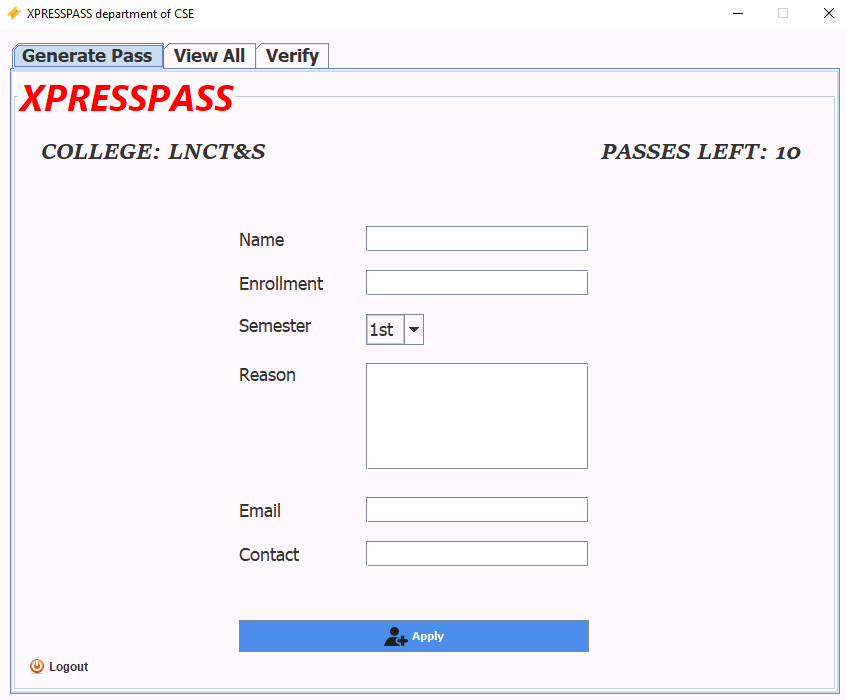 XPRESSPASS department of CSE
Generate Pass View All Verify
XPRESSPASS
COLLEGE: LNCT&S PASSES LEFT: 10
Name
Enrollment
Semester 1st
Reason
Email
Contact
Apply
Logout